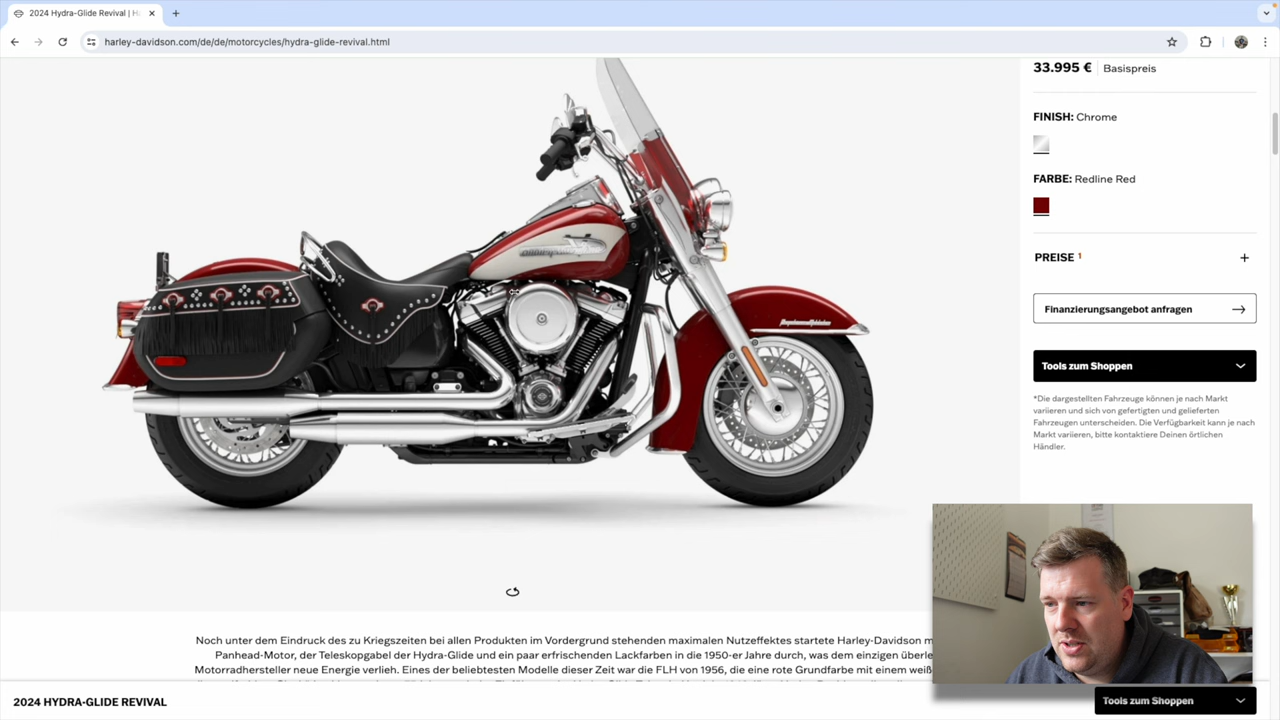 2024 Hydra-Glide Revival | Ha
harley-davidson.com/de/de/motorcycles/hydra-glide-revival.html
33.995 € | Basispreis
FINISH: Chrome
FARBE: Redline Red
PREISE 1
Finanzierungsangebot anfragen
Tools zum Shoppen
*Die dargestellten Fahrzeuge können je nach Markt
variieren und sich von gefertigten und gelieferten
Fahrzeugen unterscheiden. Die Verfügbarkeit kann je nach
Markt variieren, bitte kontaktiere Deinen örtlichen
Händler.
Noch unter dem Eindruck des zu Kriegszeiten bei allen Produkten im Vordergrund stehenden maximalen Nutzeffektes startete Harley-Davidson m
Panhead-Motor, der Teleskopgabel der Hydra-Glide und ein paar erfrischenden Lackfarben in die 1950-er Jahre durch, was dem einzigen überle
Motorradhersteller neue Energie verlieh. Eines der beliebtesten Modelle dieser Zeit war die FLH von 1956, die eine rote Grundfarbe mit einem weiß
2024 HYDRA-GLIDE REVIVAL
Tools zum Shoppen